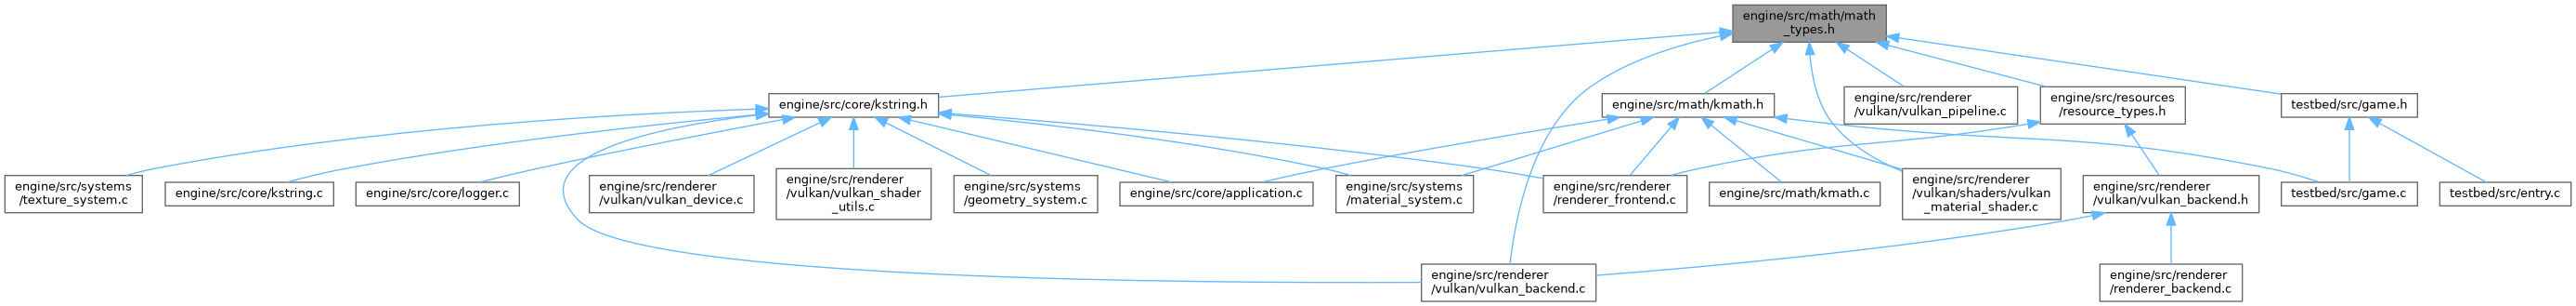 engine/src/math/math
_types.h
engine/src/core/kstring.h
engine/src/math/kmath.h
engine/src/renderer
/vulkan/vulkan_pipeline.c
engine/src/resources
/resource_types.h
testbed/src/game.h
engine/src/systems
/texture_system.c
engine/src/core/kstring.c
engine/src/core/logger.c
engine/src/renderer
/vulkan/vulkan_device.c
engine/src/renderer
/vulkan/vulkan_shader
_utils.c
engine/src/systems
/geometry_system.c
engine/src/core/application.c
engine/src/systems
/material_system.c
engine/src/renderer
/renderer_frontend.c
engine/src/math/kmath.c
engine/src/renderer
/vulkan/shaders/vulkan
_material_shader.c
engine/src/renderer
/vulkan/vulkan_backend.h
testbed/src/game.c
testbed/src/entry.c
engine/src/renderer
/vulkan/vulkan_backend.c
engine/src/renderer
/renderer_backend.c